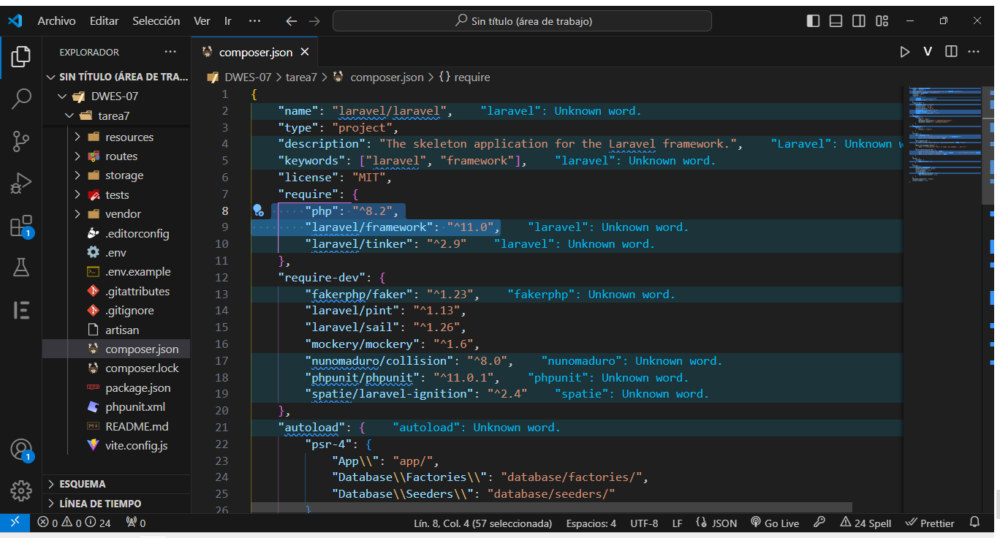 Archivo Editar Selección Ver Ir ··· Sin título (área de trabajo)
EXPLORADOR ···
composer.json
SIN TÍTULO (ÁREA DE TRA...
DWES-07 > tarea7 > composer.json > {} require
DWES-07
tarea7
resources
routes
storage
tests
vendor
.editorconfig
.env
.env.example
.gitattributes
.gitignore
artisan
composer.json
composer.lock
package.json
phpunit.xml
README.md
vite.config.js
ESQUEMA
LÍNEA DE TIEMPO
1 {
2 "name": "laravel/laravel", "laravel": Unknown word.
3 "type": "project",
4 "description": "The skeleton application for the Laravel framework.", "Laravel": Unknown w
5 "keywords": ["laravel", "framework"], "laravel": Unknown word.
6 "license": "MIT",
7 "require": {
8 "php": "^8.2",
9 "laravel/framework": "^11.0", "laravel": Unknown word.
10 "laravel/tinker": "^2.9" "laravel": Unknown word.
11 },
12 "require-dev": {
13 "fakerphp/faker": "^1.23", "fakerphp": Unknown word.
14 "laravel/pint": "^1.13",
15 "laravel/sail": "^1.26",
16 "mockery/mockery": "^1.6",
17 "nunomaduro/collision": "^8.0", "nunomaduro": Unknown word.
18 "phpunit/phpunit": "^11.0.1", "phpunit": Unknown word.
19 "spatie/laravel-ignition": "^2.4" "spatie": Unknown word.
20 },
21 "autoload": { "autoload": Unknown word.
22 "psr-4": {
23 "App\\": "app/",
24 "Database\\Factories\\": "database/factories/",
25 "Database\\Seeders\\": "database/seeders/"
26 }
1
1
0 0 24 0 Lín. 8, Col. 4 (57 seleccionada) Espacios: 4 UTF-8 LF {} JSON Go Live 24 Spell Prettier